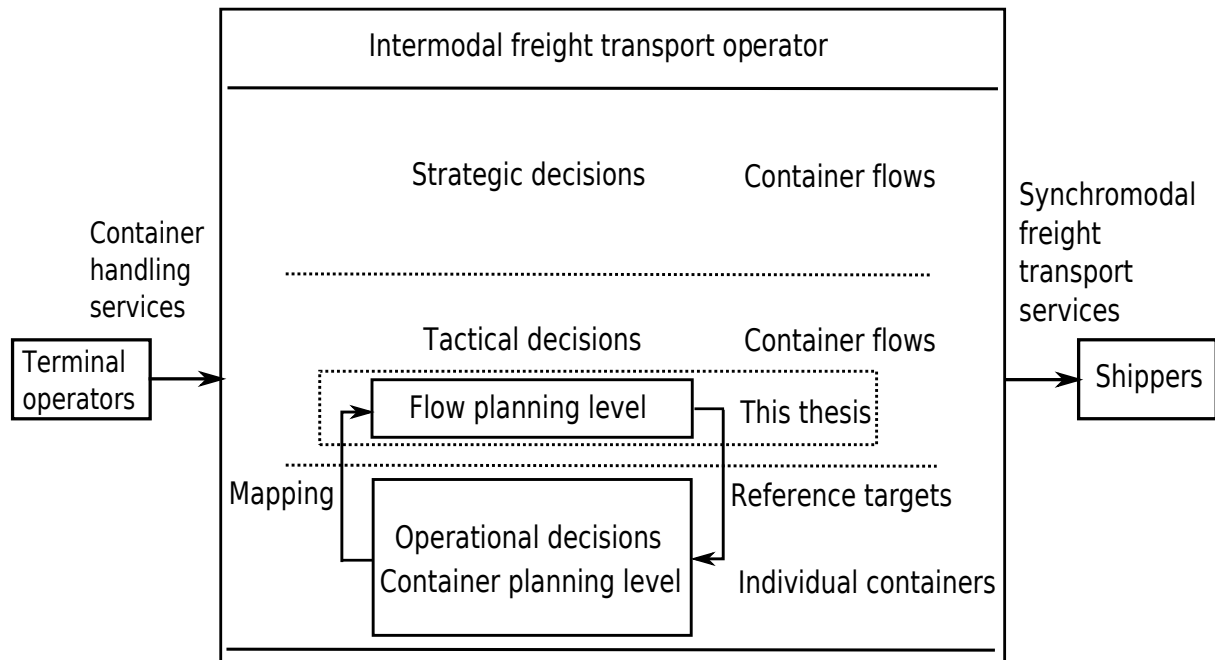 Intermodal freight transport operator
Strategic decisions
Container flows
Synchromodal
freight
transport
services
Container
handling
services
Tactical decisions
Container flows
Terminal
operators
Shippers
Flow planning level
This thesis
Mapping
Reference targets
Operational decisions
Container planning level
Individual containers